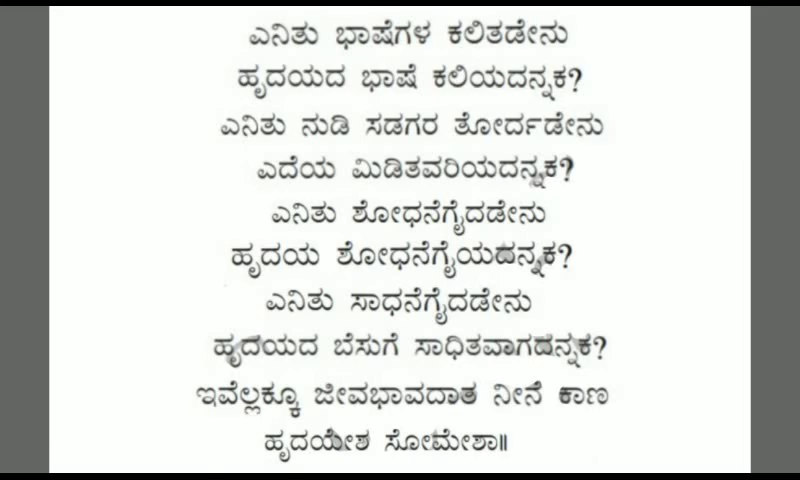 ಎನಿತು ಭಾಷೆಗಳ ಕಲಿತಡೇನು
ಹೃದಯದ ಭಾಷೆ ಕಲಿಯದನ್ನಕ?
ಎನಿತು ನುಡಿ ಸಡಗರ ತೋರ್ದಡೇನು
ಎದೆಯ ಮಿಡಿತವರಿಯದನ್ನಕ?
ಎನಿತು ಶೋಧನೆಗೈದಡೇನು
ಹೃದಯ ಶೋಧನೆಗೈಯದನ್ನಕ?
ಎನಿತು ಸಾಧನೆಗೈದಡೇನು
ಹೃದಯದ ಬೆಸುಗೆ ಸಾಧಿತವಾಗದನ್ನಕ?
ಇವೆಲ್ಲಕ್ಕೂ ಜೀವಭಾವದಾತ ನೀನೆ ಕಾಣ
ಹೃದಯೇಶ ಸೋಮೇಶಾ॥